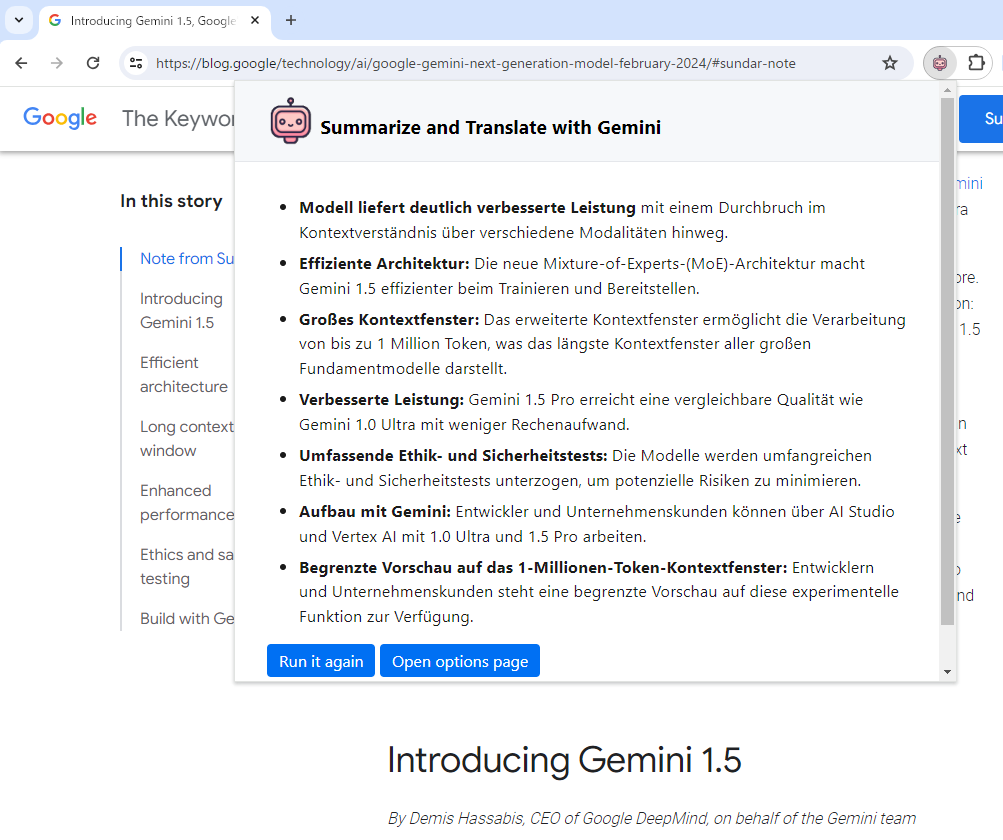 Introducing Gemini 1.5, Google
https://blog.google/technology/ai/google-gemini-next-generation-model-february-2024/#sundar-note
Google The Keywor
Su
Summarize and Translate with Gemini
In this story
Note from Su
Introducing
Gemini 1.5
Efficient
architecture
Long context
window
Enhanced
performance
Ethics and sa
testing
Build with Ge
• Modell liefert deutlich verbesserte Leistung mit einem Durchbruch im
Kontextverständnis über verschiedene Modalitäten hinweg.
• Effiziente Architektur: Die neue Mixture-of-Experts-(MoE)-Architektur macht
Gemini 1.5 effizienter beim Trainieren und Bereitstellen.
• Großes Kontextfenster: Das erweiterte Kontextfenster ermöglicht die Verarbeitung
von bis zu 1 Million Token, was das längste Kontextfenster aller großen
Fundamentmodelle darstellt.
• Verbesserte Leistung: Gemini 1.5 Pro erreicht eine vergleichbare Qualität wie
Gemini 1.0 Ultra mit weniger Rechenaufwand.
• Umfassende Ethik- und Sicherheitstests: Die Modelle werden umfangreichen
Ethik- und Sicherheitstests unterzogen, um potenzielle Risiken zu minimieren.
• Aufbau mit Gemini: Entwickler und Unternehmenskunden können über AI Studio
und Vertex AI mit 1.0 Ultra und 1.5 Pro arbeiten.
• Begrenzte Vorschau auf das 1-Millionen-Token-Kontextfenster: Entwicklern
und Unternehmenskunden steht eine begrenzte Vorschau auf diese experimentelle
Funktion zur Verfügung.
Run it again
Open options page
mini
ra
ore.
on:
1.5
n
xt
e
nd
Introducing Gemini 1.5
By Demis Hassabis, CEO of Google DeepMind, on behalf of the Gemini team